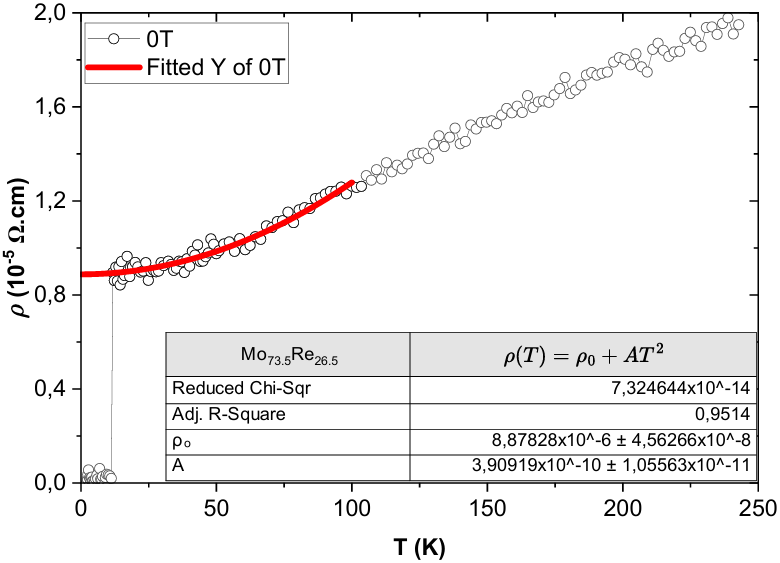 2,0
1,6
1,2
0,8
0,4
0,0
ρ (10⁻⁵ Ω.cm)
0T
Fitted Y of 0T
Mo₇₃.₅Re₂₆.₅ ρ(T) = ρ₀ + AT²
Reduced Chi-Sqr 7,324644x10^-14
Adj. R-Square 0,9514
ρₒ 8,87828x10^-6 ± 4,56266x10^-8
A 3,90919x10^-10 ± 1,05563x10^-11
0 50 100 150 200 250
T (K)